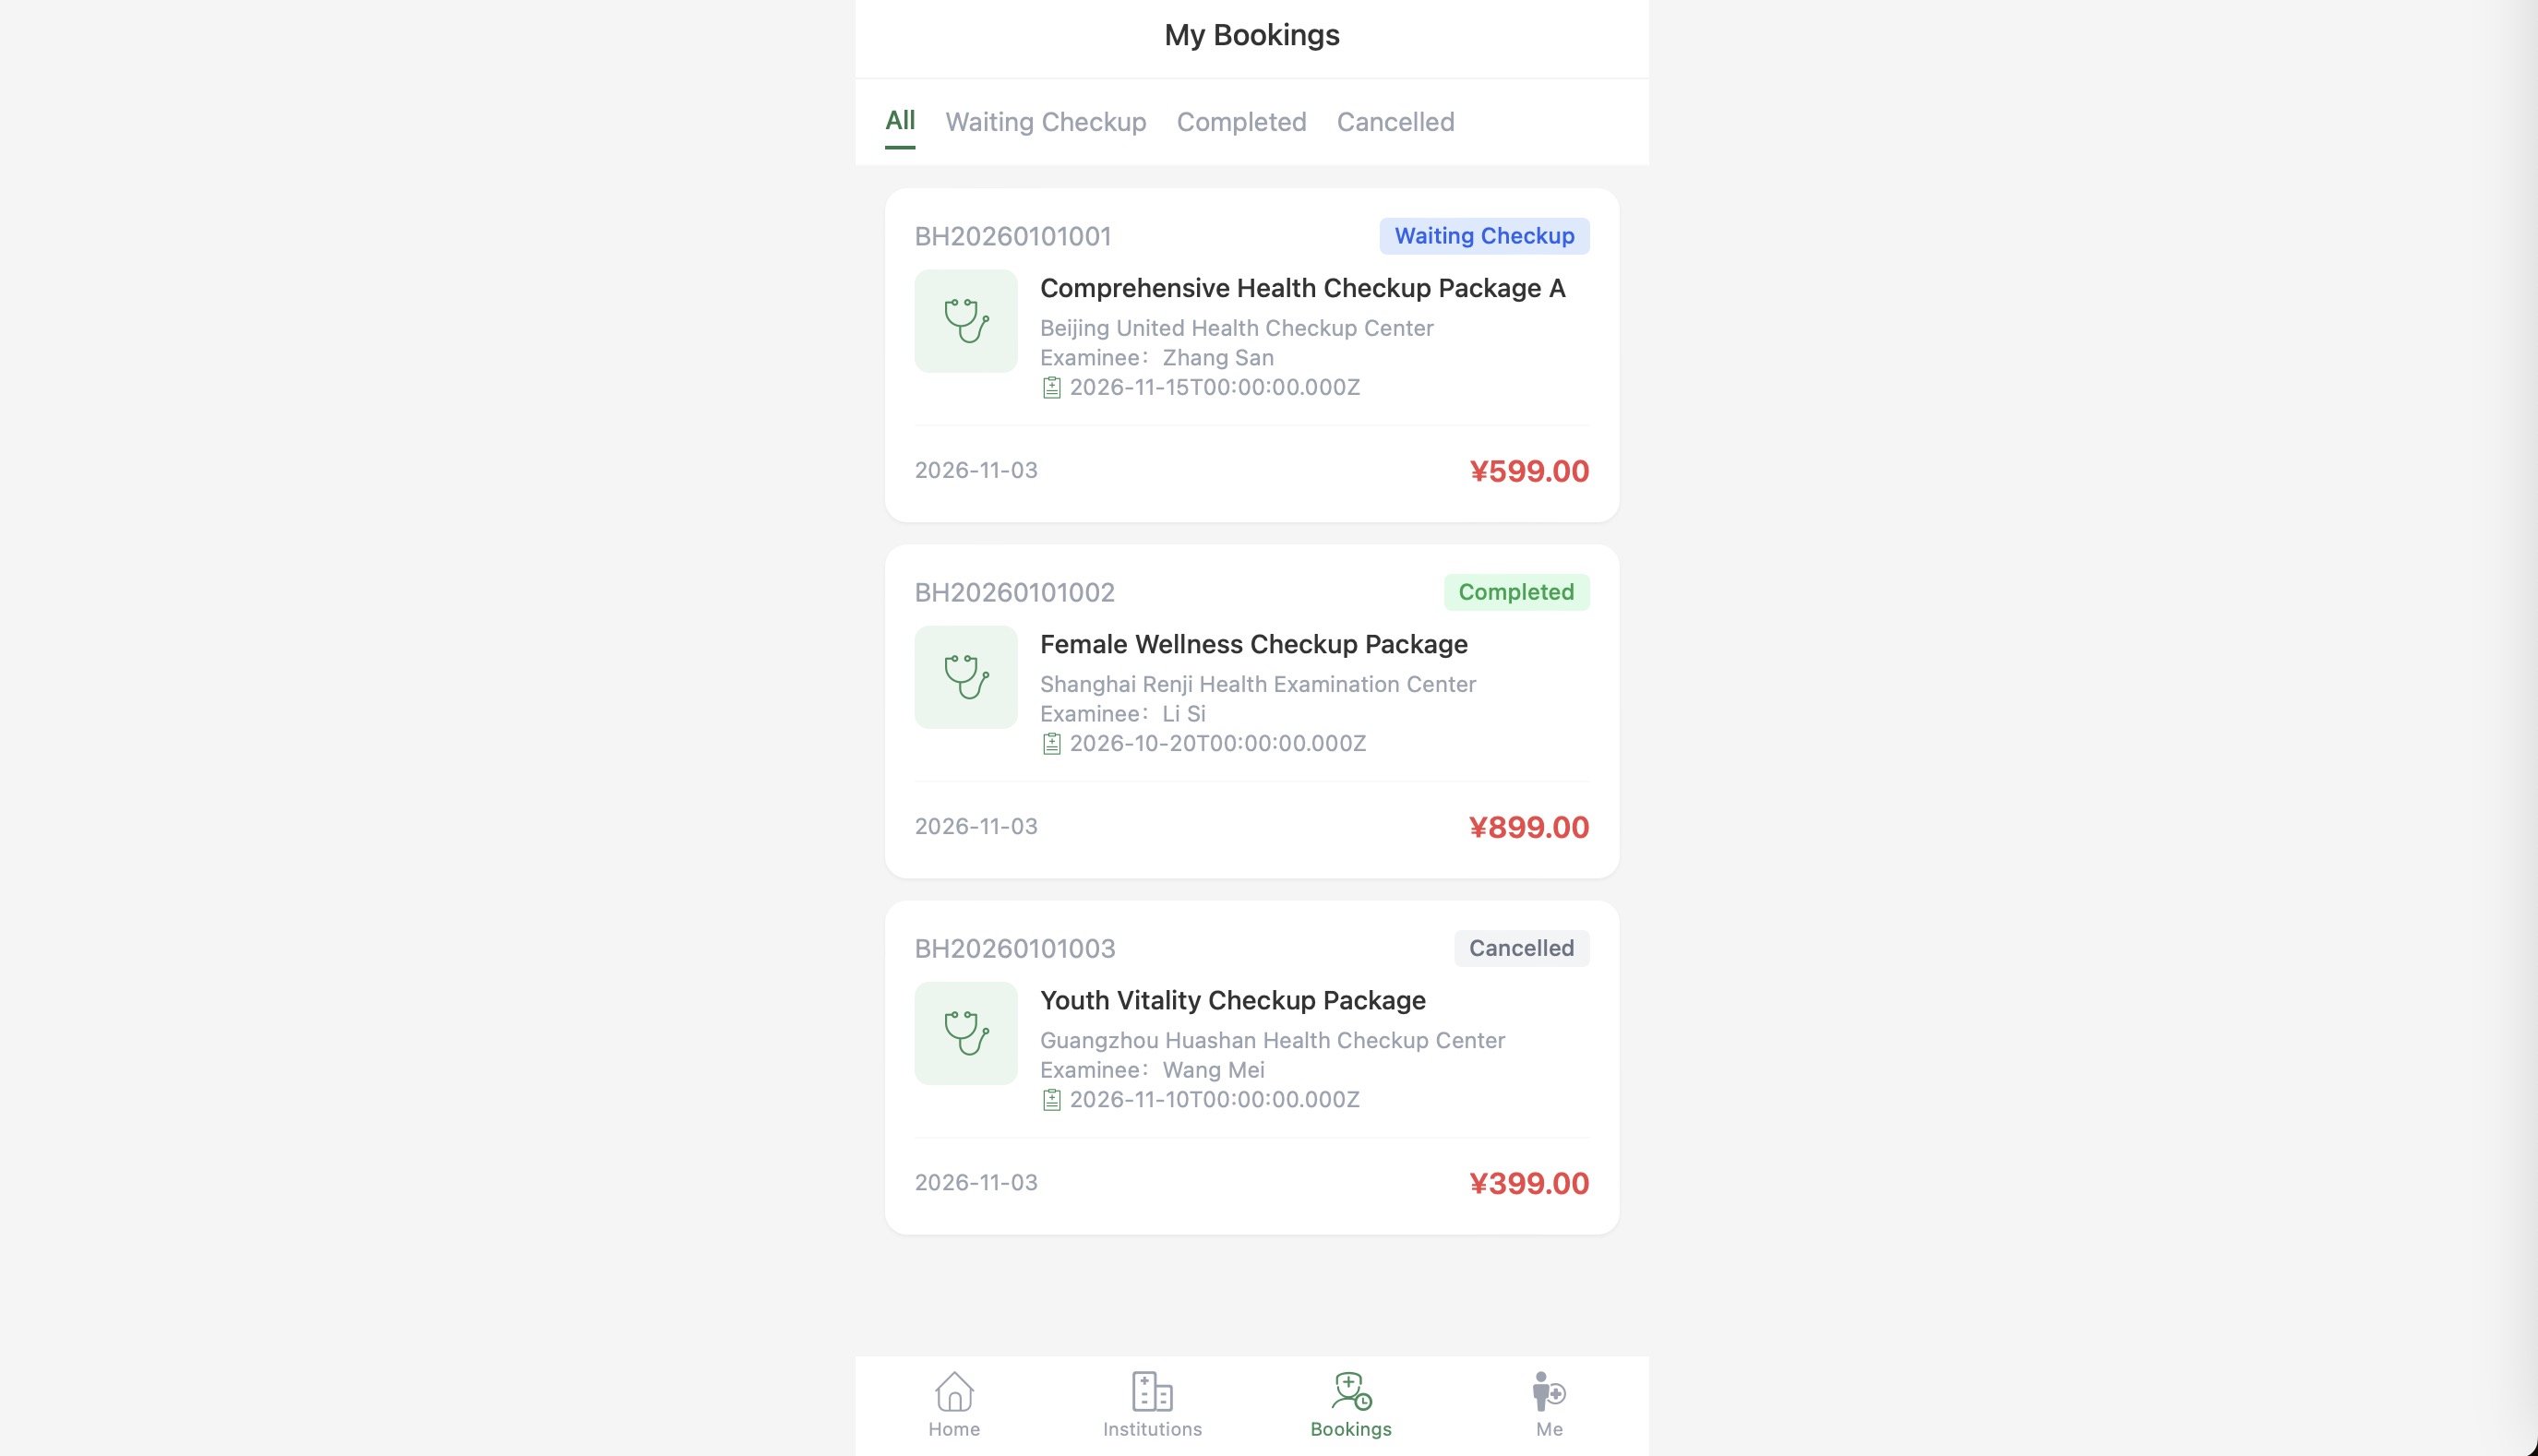 My Bookings
All Waiting Checkup Completed Cancelled
BH20260101001 Waiting Checkup
Comprehensive Health Checkup Package A
Beijing United Health Checkup Center
Examinee：Zhang San
2026-11-15T00:00:00.000Z
2026-11-03 ¥599.00
BH20260101002 Completed
Female Wellness Checkup Package
Shanghai Renji Health Examination Center
Examinee：Li Si
2026-10-20T00:00:00.000Z
2026-11-03 ¥899.00
BH20260101003 Cancelled
Youth Vitality Checkup Package
Guangzhou Huashan Health Checkup Center
Examinee：Wang Mei
2026-11-10T00:00:00.000Z
2026-11-03 ¥399.00
Home Institutions Bookings Me